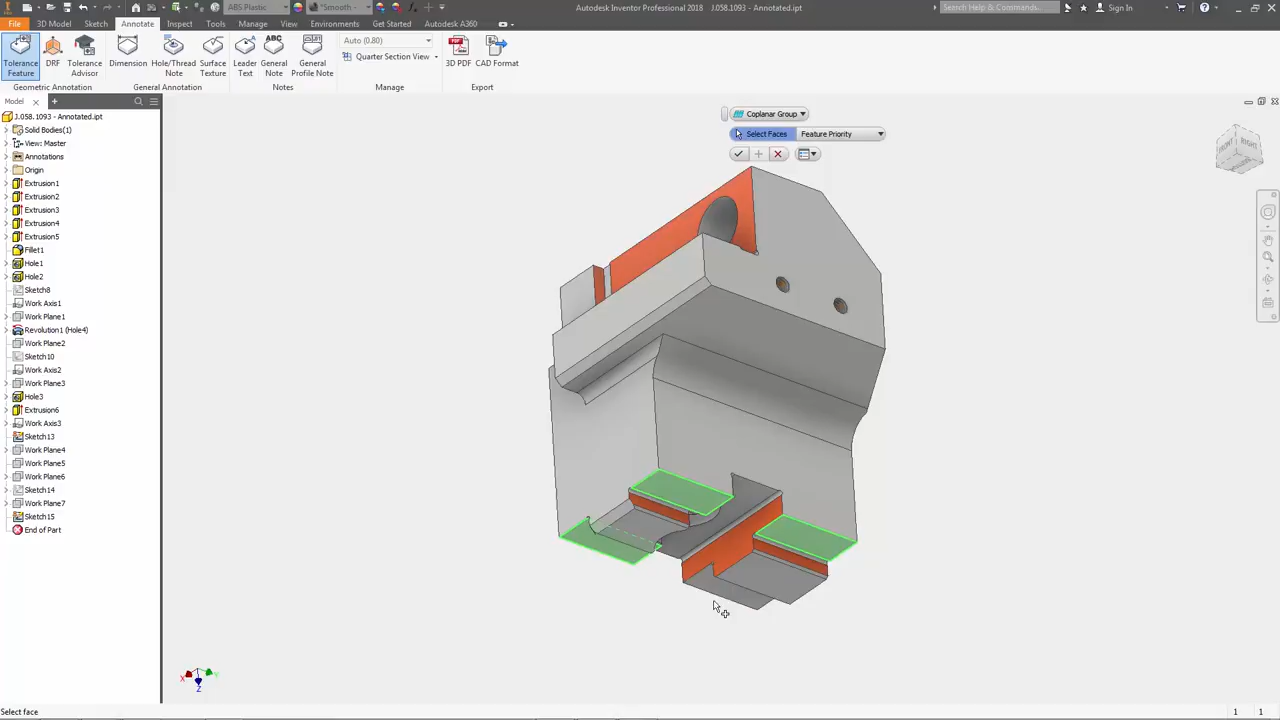 ABS Plastic
*Smooth -
Autodesk Inventor Professional 2018 J.058.1093 - Annotated.ipt
Search Help & Commands...
Sign In
File 3D Model Sketch Annotate Inspect Tools Manage View Environments Get Started Autodesk A360
Tolerance Feature
DRF
Tolerance Advisor
Dimension
Hole/Thread Note
Surface Texture
Leader Text
General Note
General Profile Note
Auto (0.80)
Quarter Section View
3D PDF
CAD Format
Geometric Annotation
General Annotation
Notes
Manage
Export
Model
J.058.1093 - Annotated.ipt
Solid Bodies(1)
View: Master
Annotations
Origin
Extrusion1
Extrusion2
Extrusion3
Extrusion4
Extrusion5
Fillet1
Hole1
Hole2
Sketch8
Work Axis1
Work Plane1
Revolution1 (Hole4)
Work Plane2
Sketch10
Work Axis2
Work Plane3
Hole3
Extrusion6
Work Axis3
Sketch13
Work Plane4
Work Plane5
Work Plane6
Sketch14
Work Plane7
Sketch15
End of Part
Coplanar Group
Select Faces
Feature Priority
FRONT
RIGHT
X
Y
Z
Select face
1
1